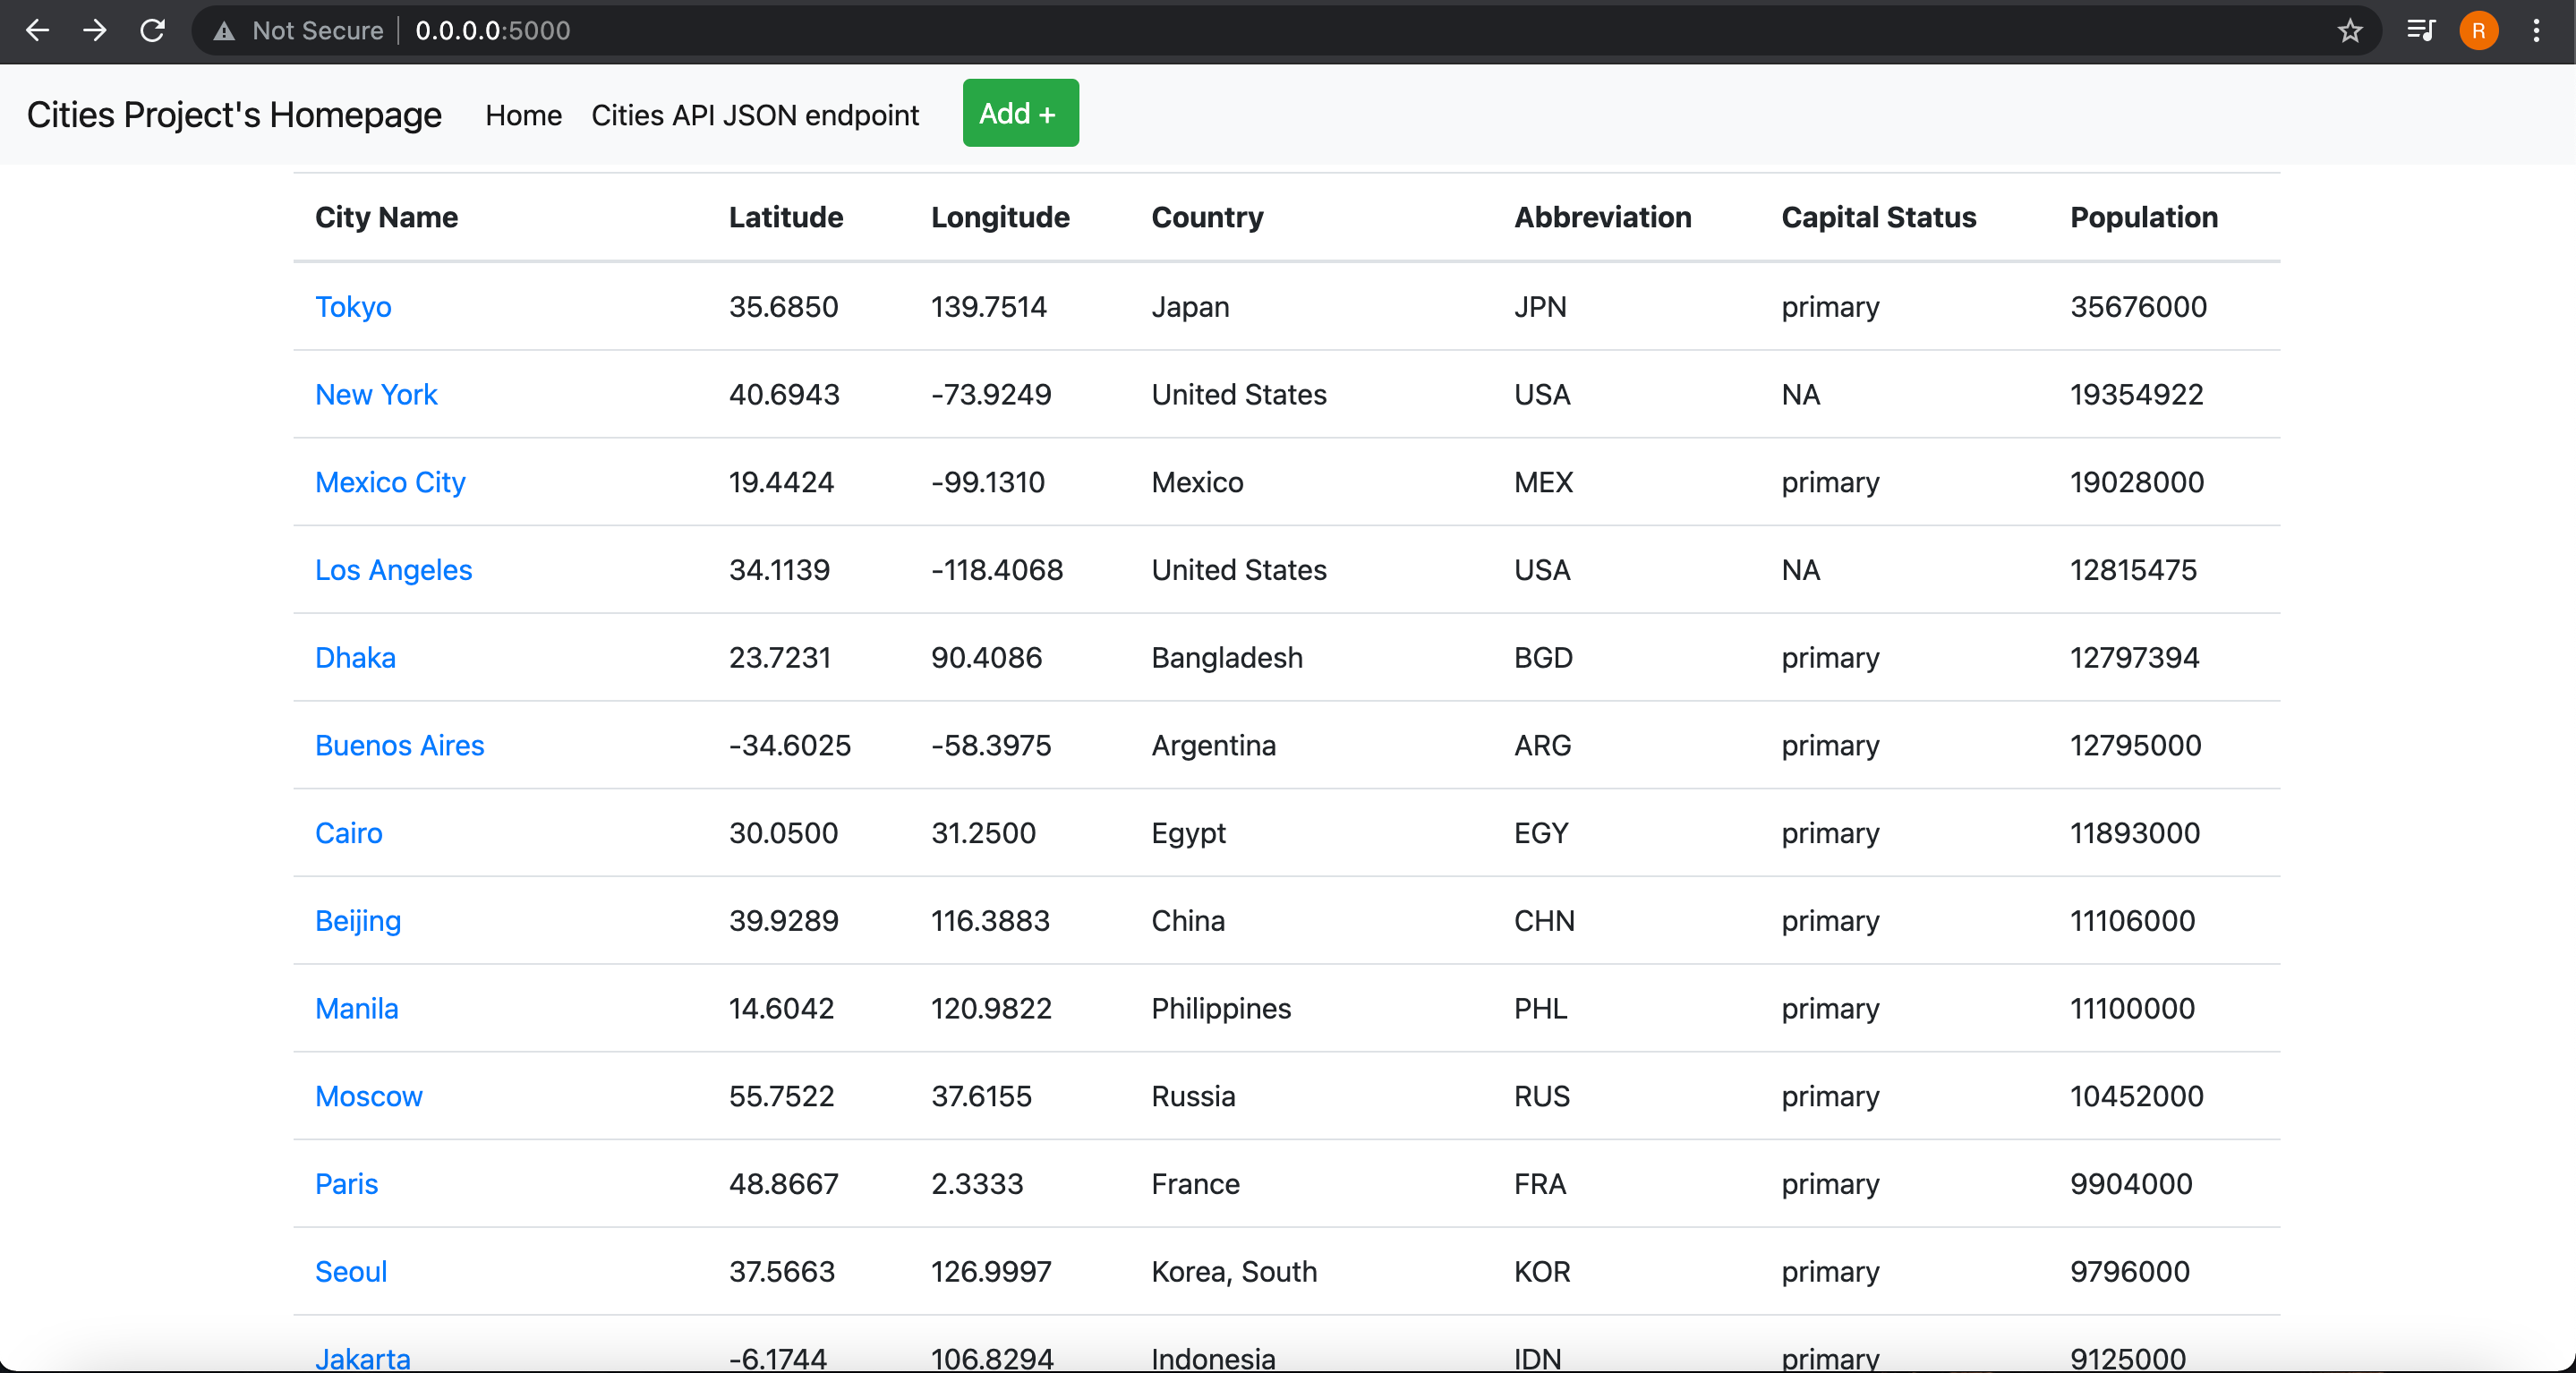 Not Secure | 0.0.0.0:5000
R
Cities Project's Homepage Home Cities API JSON endpoint Add +
City Name Latitude Longitude Country Abbreviation Capital Status Population
Tokyo 35.6850 139.7514 Japan JPN primary 35676000
New York 40.6943 -73.9249 United States USA NA 19354922
Mexico City 19.4424 -99.1310 Mexico MEX primary 19028000
Los Angeles 34.1139 -118.4068 United States USA NA 12815475
Dhaka 23.7231 90.4086 Bangladesh BGD primary 12797394
Buenos Aires -34.6025 -58.3975 Argentina ARG primary 12795000
Cairo 30.0500 31.2500 Egypt EGY primary 11893000
Beijing 39.9289 116.3883 China CHN primary 11106000
Manila 14.6042 120.9822 Philippines PHL primary 11100000
Moscow 55.7522 37.6155 Russia RUS primary 10452000
Paris 48.8667 2.3333 France FRA primary 9904000
Seoul 37.5663 126.9997 Korea, South KOR primary 9796000
Jakarta -6.1744 106.8294 Indonesia IDN primary 9125000